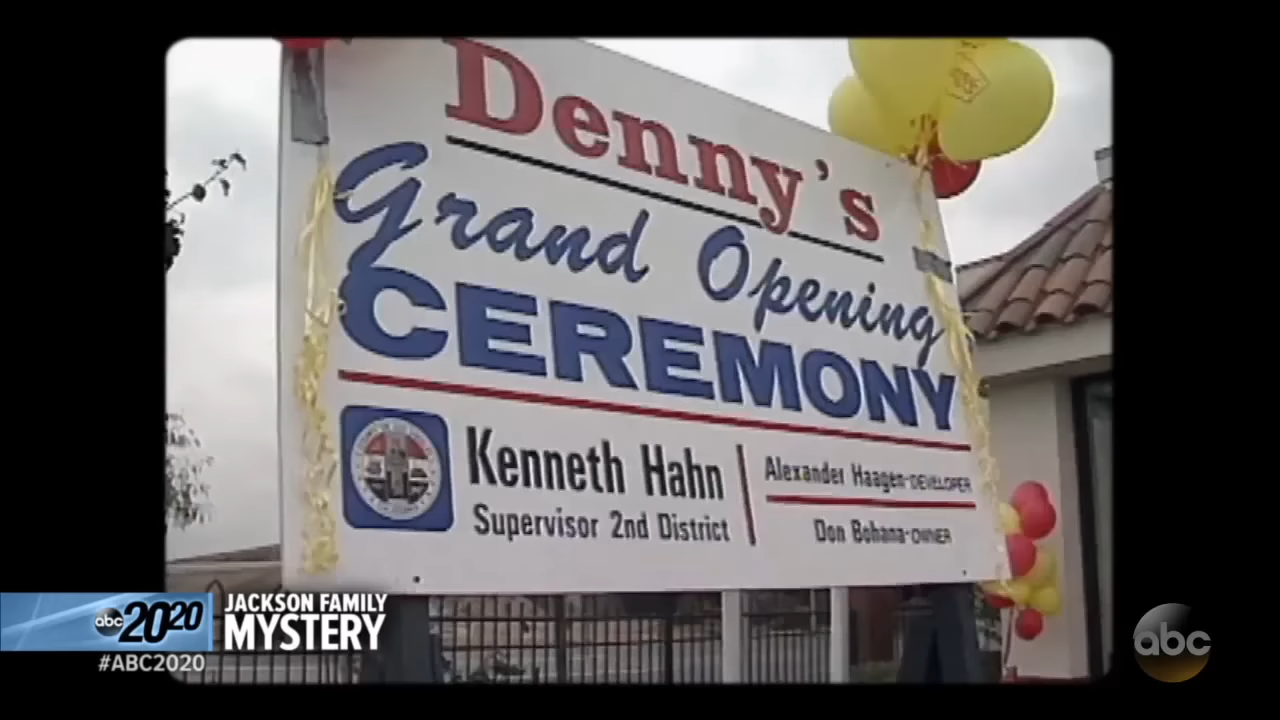 Denny's
Grand Opening
CEREMONY
Kenneth Hahn
Supervisor 2nd District
Alexander Haagen-DEVELOPER
Don Bohana-OWNER
abc 20/20
JACKSON FAMILY
MYSTERY
#ABC2020
abc